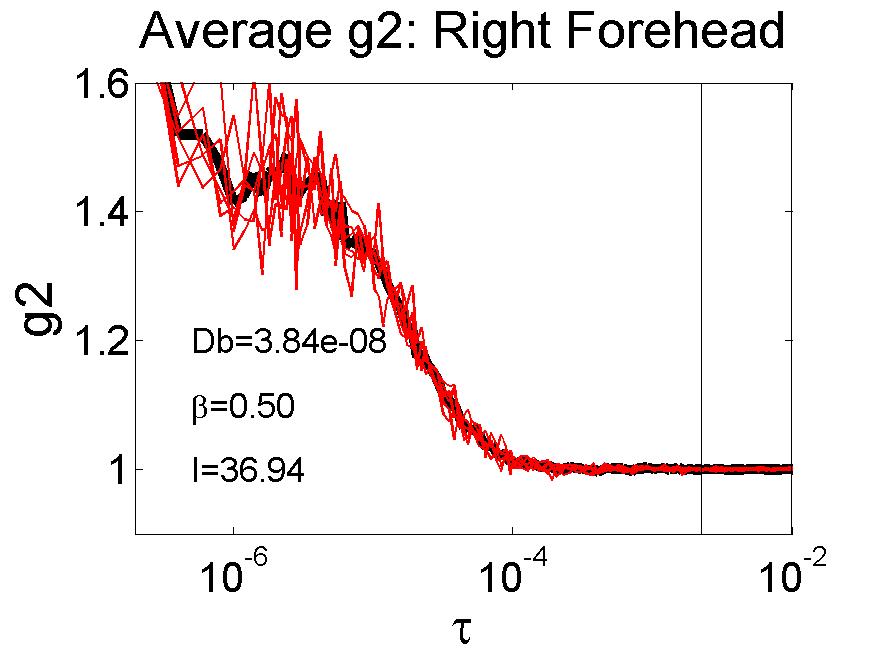 Average g2: Right Forehead
1.6
1.4
g2
1.2
Db=3.84e-08
β=0.50
1
I=36.94
10^-6
10^-4
10^-2
τ